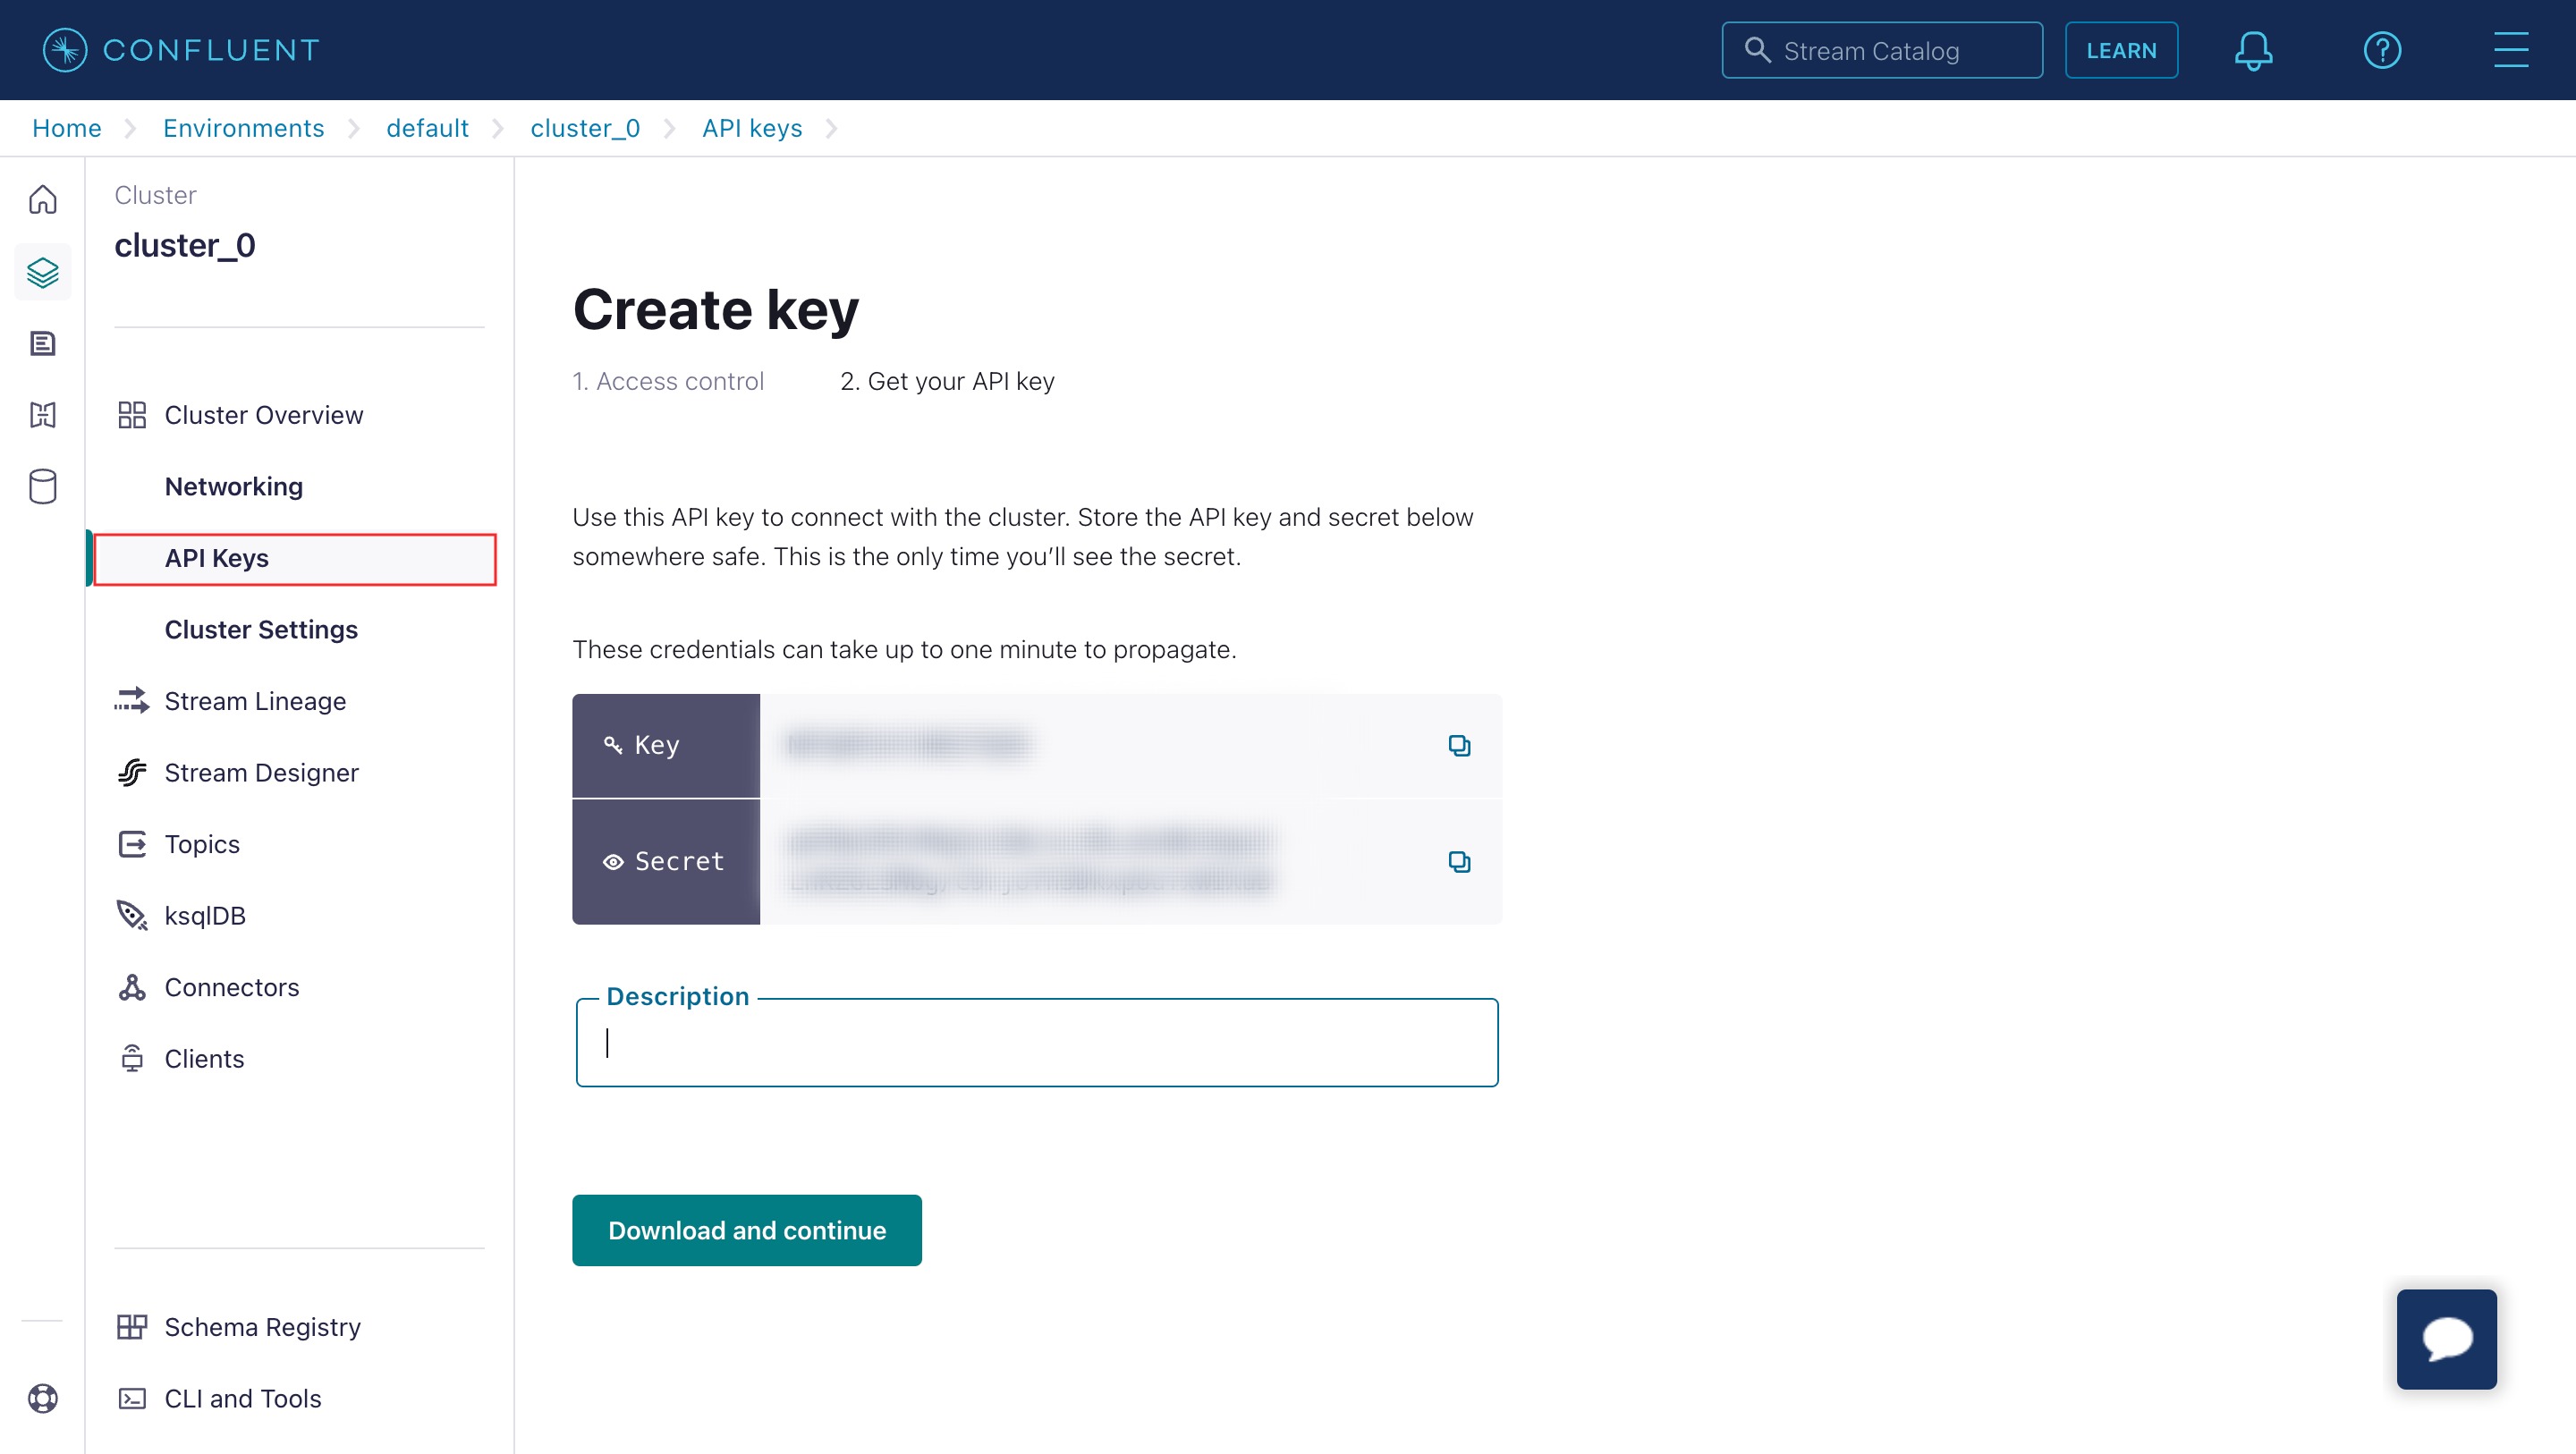 CONFLUENT
Stream Catalog
LEARN
Home
Environments
default
cluster_0
API keys
Cluster
cluster_0
Cluster Overview
Networking
API Keys
Cluster Settings
Stream Lineage
Stream Designer
Topics
ksqlDB
Connectors
Clients
Schema Registry
CLI and Tools
Create key
1. Access control
2. Get your API key
Use this API key to connect with the cluster. Store the API key and secret below
somewhere safe. This is the only time you’ll see the secret.
These credentials can take up to one minute to propagate.
Key
Secret
Description
Download and continue